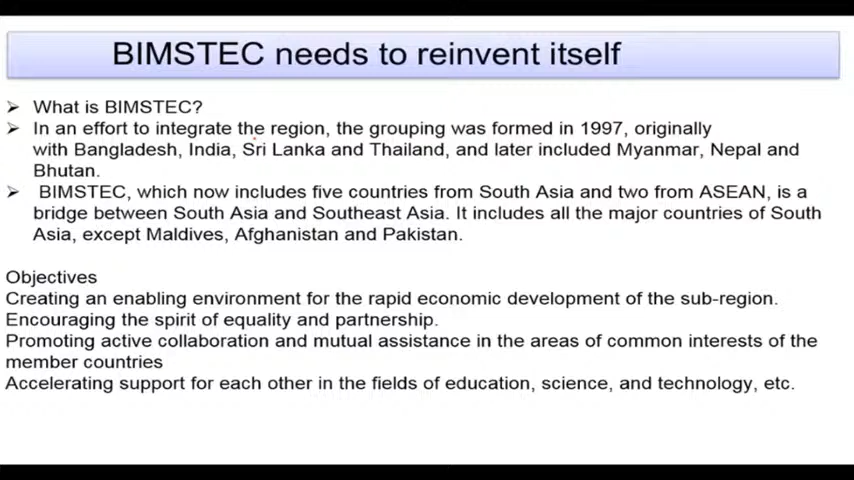 BIMSTEC needs to reinvent itself
➢ What is BIMSTEC?
➢ In an effort to integrate the region, the grouping was formed in 1997, originally
with Bangladesh, India, Sri Lanka and Thailand, and later included Myanmar, Nepal and
Bhutan.
➢ BIMSTEC, which now includes five countries from South Asia and two from ASEAN, is a
bridge between South Asia and Southeast Asia. It includes all the major countries of South
Asia, except Maldives, Afghanistan and Pakistan.
Objectives
Creating an enabling environment for the rapid economic development of the sub-region.
Encouraging the spirit of equality and partnership.
Promoting active collaboration and mutual assistance in the areas of common interests of the
member countries
Accelerating support for each other in the fields of education, science, and technology, etc.